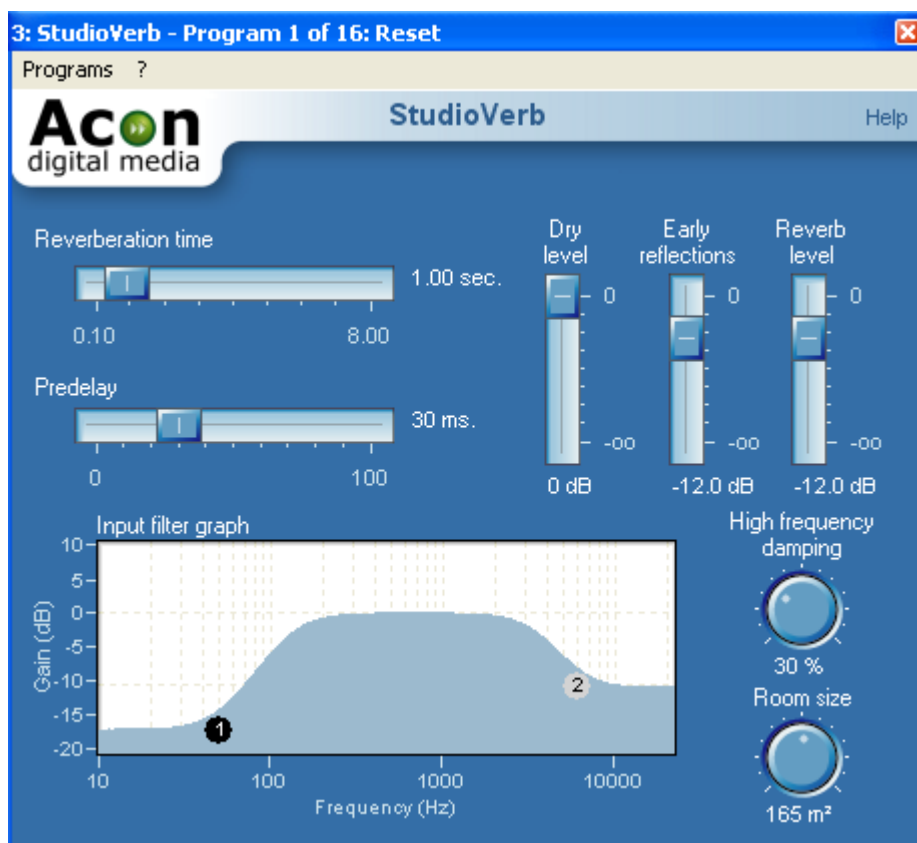 3: StudioVerb - Program 1 of 16: Reset
Programs ?
Acon
digital media
StudioVerb
Help
Reverberation time
1.00 sec.
0.10 8.00
Predelay
30 ms.
0 100
Dry
level
0
-oo
0 dB
Early
reflections
0
-oo
-12.0 dB
Reverb
level
0
-oo
-12.0 dB
Input filter graph
Gain (dB)
10
5
0
-5
-10
-15
-20
1
2
10 100 1000 10000
Frequency (Hz)
High frequency
damping
30 %
Room size
165 m²